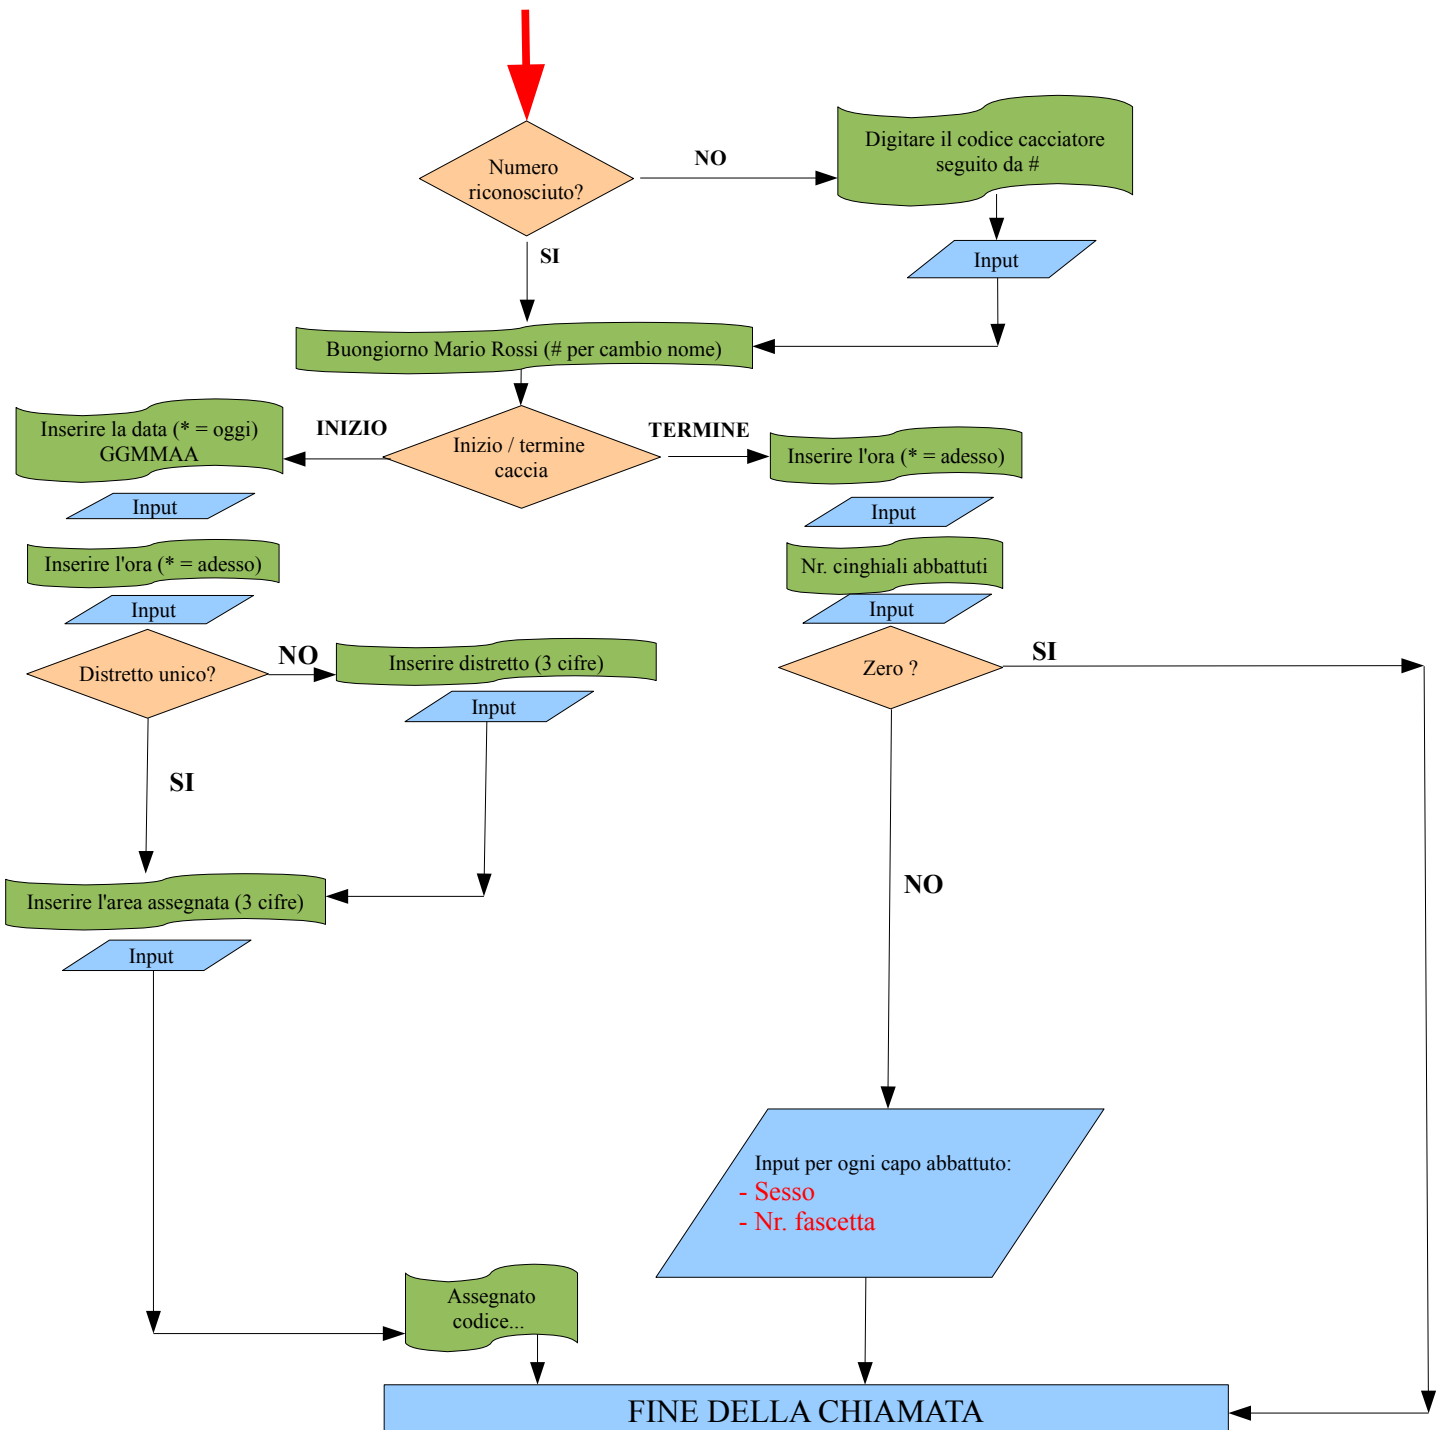 Numero
riconosciuto?
NO
Digitare il codice cacciatore
seguito da #
Input
SI
Buongiorno Mario Rossi (# per cambio nome)
Inizio / termine
caccia
INIZIO
Inserire la data (* = oggi)
GGMMAA
Input
Inserire l'ora (* = adesso)
Input
Distretto unico?
NO
Inserire distretto (3 cifre)
Input
SI
Inserire l'area assegnata (3 cifre)
Input
Assegnato
codice...
TERMINE
Inserire l'ora (* = adesso)
Input
Nr. cinghiali abbattuti
Input
Zero ?
SI
NO
Input per ogni capo abbattuto:
- Sesso
- Nr. fascetta
FINE DELLA CHIAMATA